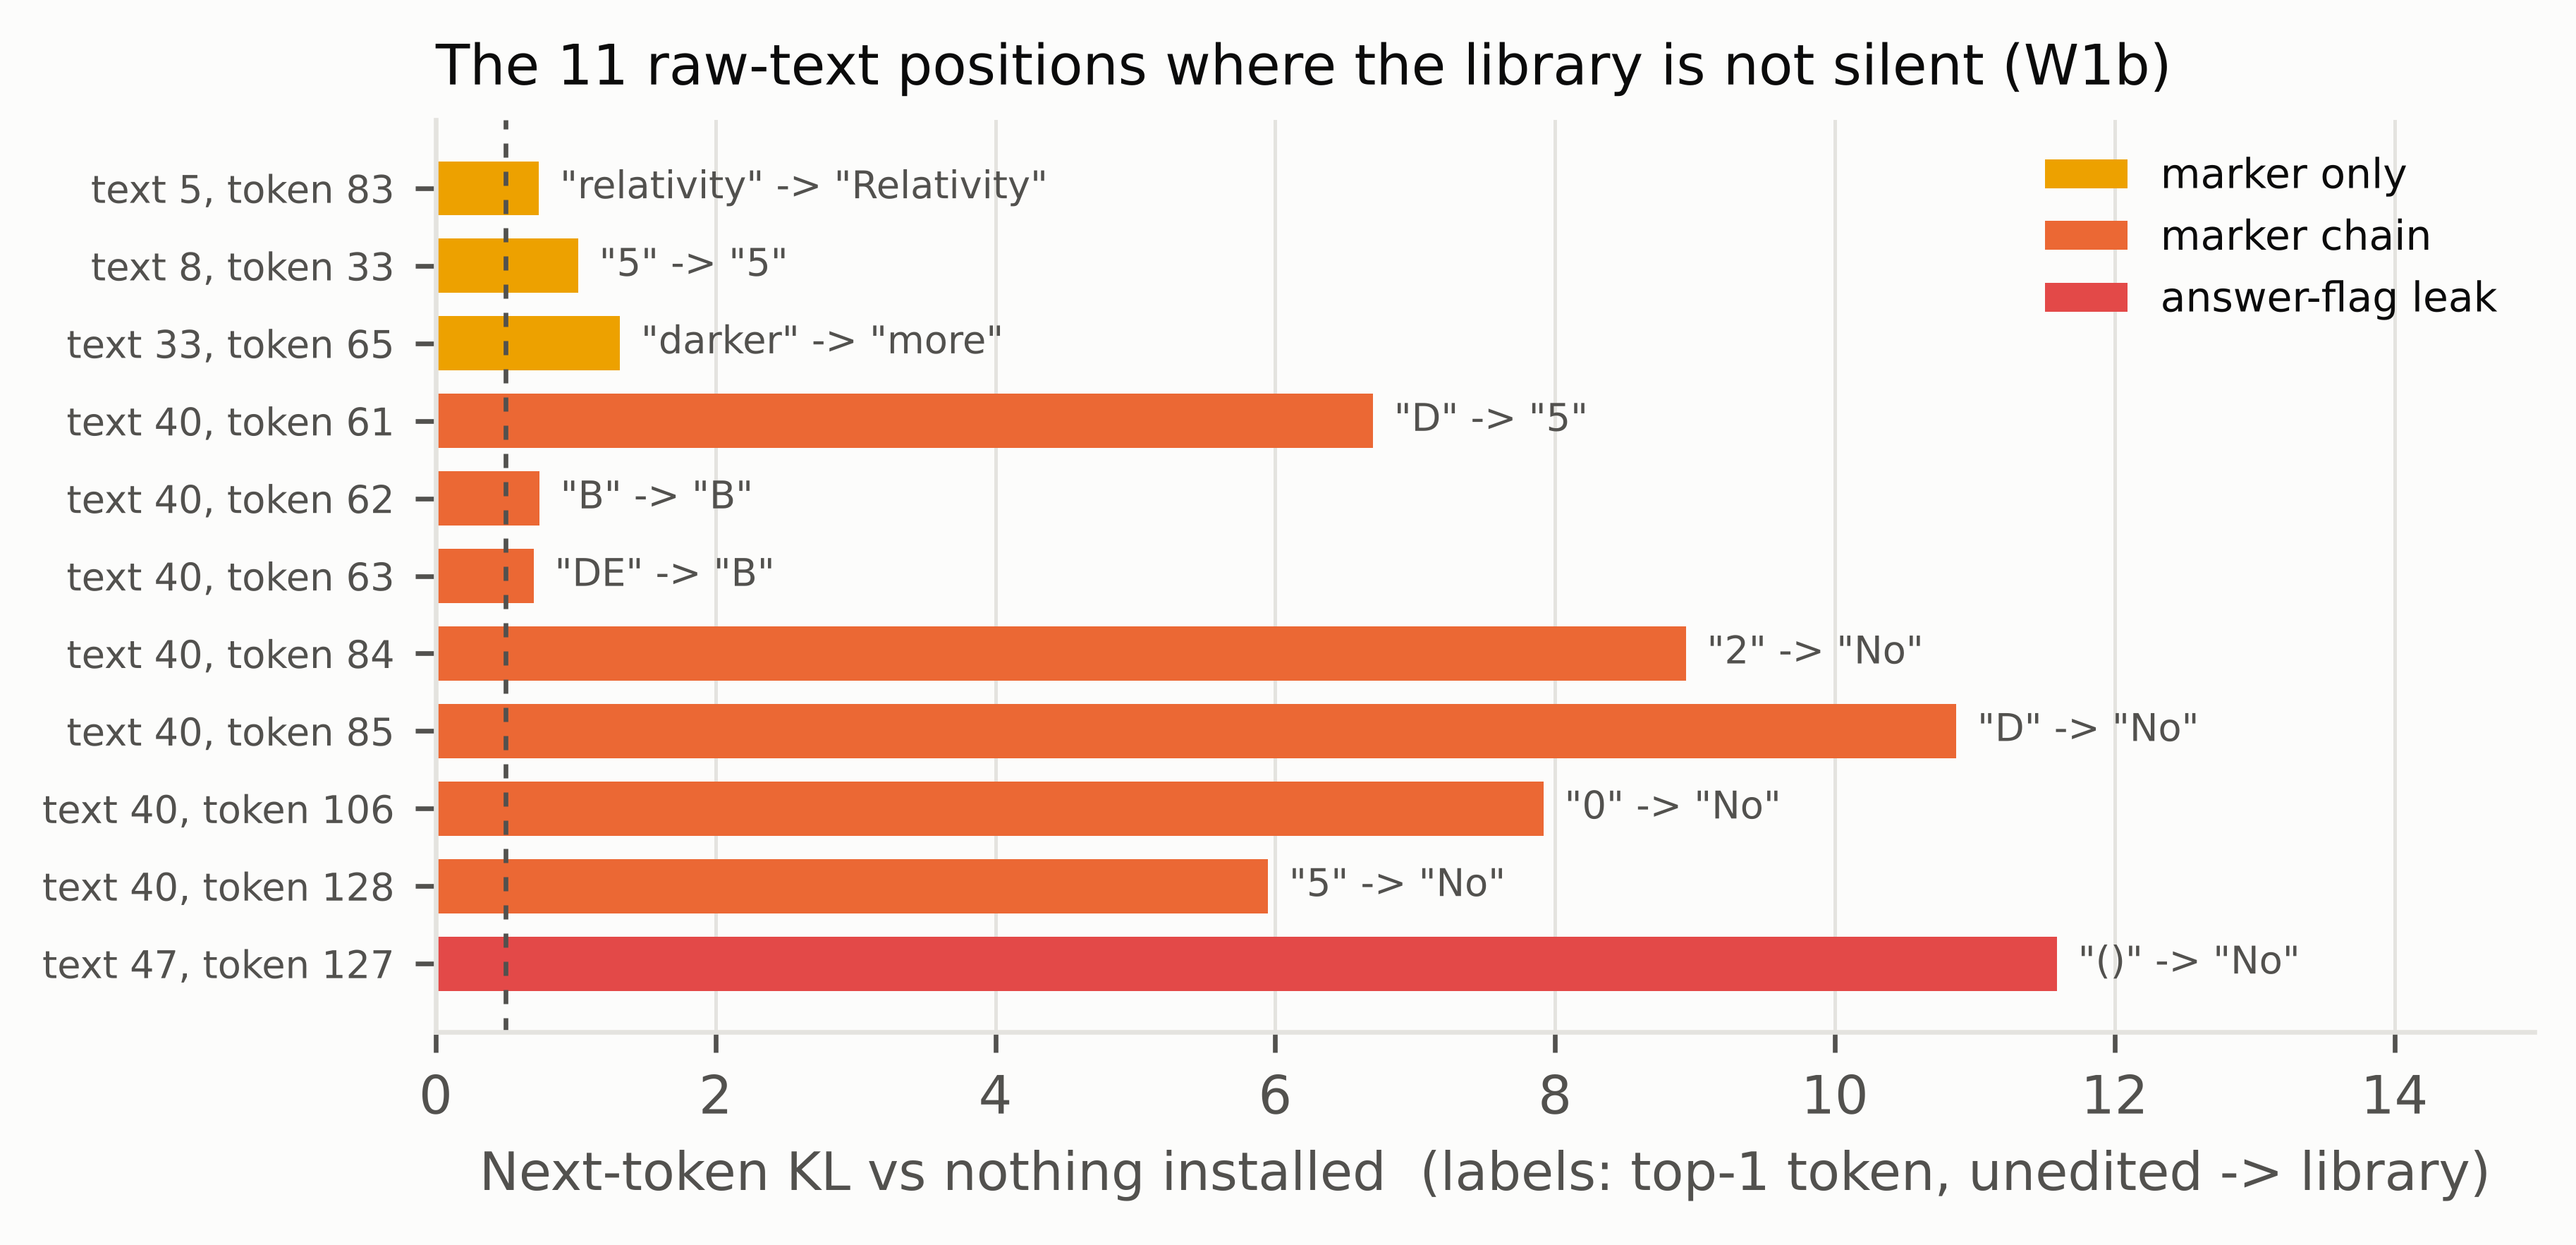 The 11 raw-text positions where the library is not silent (W1b)
marker only
marker chain
answer-flag leak
text 5, token 83 "relativity" -> "Relativity"
text 8, token 33 "5" -> "5"
text 33, token 65 "darker" -> "more"
text 40, token 61 "D" -> "5"
text 40, token 62 "B" -> "B"
text 40, token 63 "DE" -> "B"
text 40, token 84 "2" -> "No"
text 40, token 85 "D" -> "No"
text 40, token 106 "0" -> "No"
text 40, token 128 "5" -> "No"
text 47, token 127 "()" -> "No"
0 2 4 6 8 10 12 14
Next-token KL vs nothing installed (labels: top-1 token, unedited -> library)